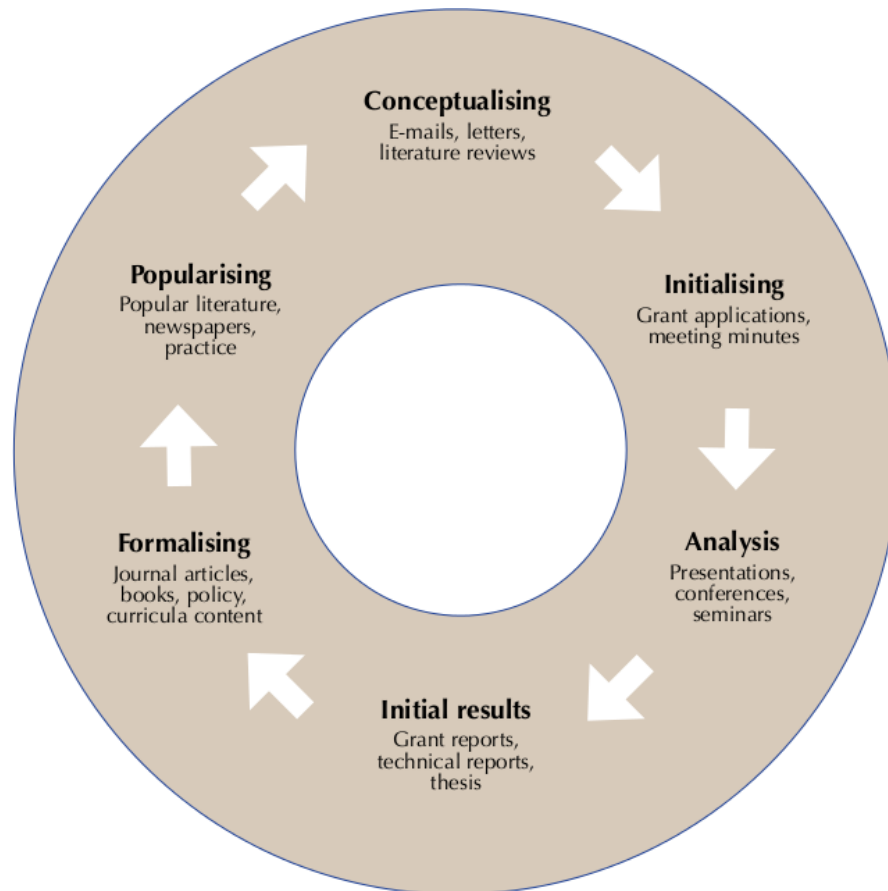 Conceptualising
E-mails, letters,
literature reviews
Initialising
Grant applications,
meeting minutes
Analysis
Presentations,
conferences,
seminars
Initial results
Grant reports,
technical reports,
thesis
Formalising
Journal articles,
books, policy,
curricula content
Popularising
Popular literature,
newspapers,
practice